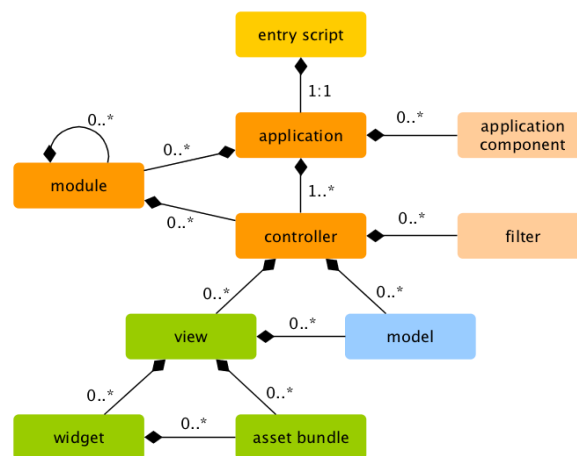 entry script
1:1
0..*
application
0..*
application
component
0..*
module
1..*
0..*
controller
0..*
filter
0..*
0..*
view
0..*
model
0..*
0..*
widget
0..*
asset bundle